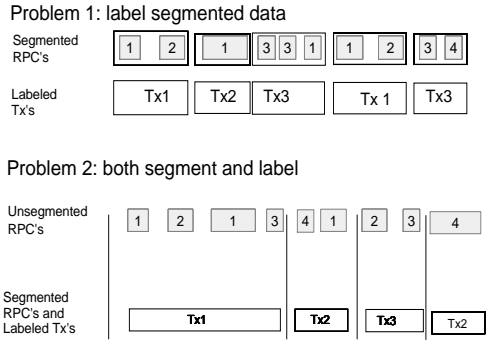 Problem 1: label segmented data
Segmented
RPC's
1 2 1 3 3 1 1 2 3 4
Labeled
Tx's
Tx1 Tx2 Tx3 Tx 1 Tx3
Problem 2: both segment and label
Unsegmented
RPC's
1 2 1 3 4 1 2 3 4
Segmented
RPC's and
Labeled Tx's
Tx1 Tx2 Tx3 Tx2